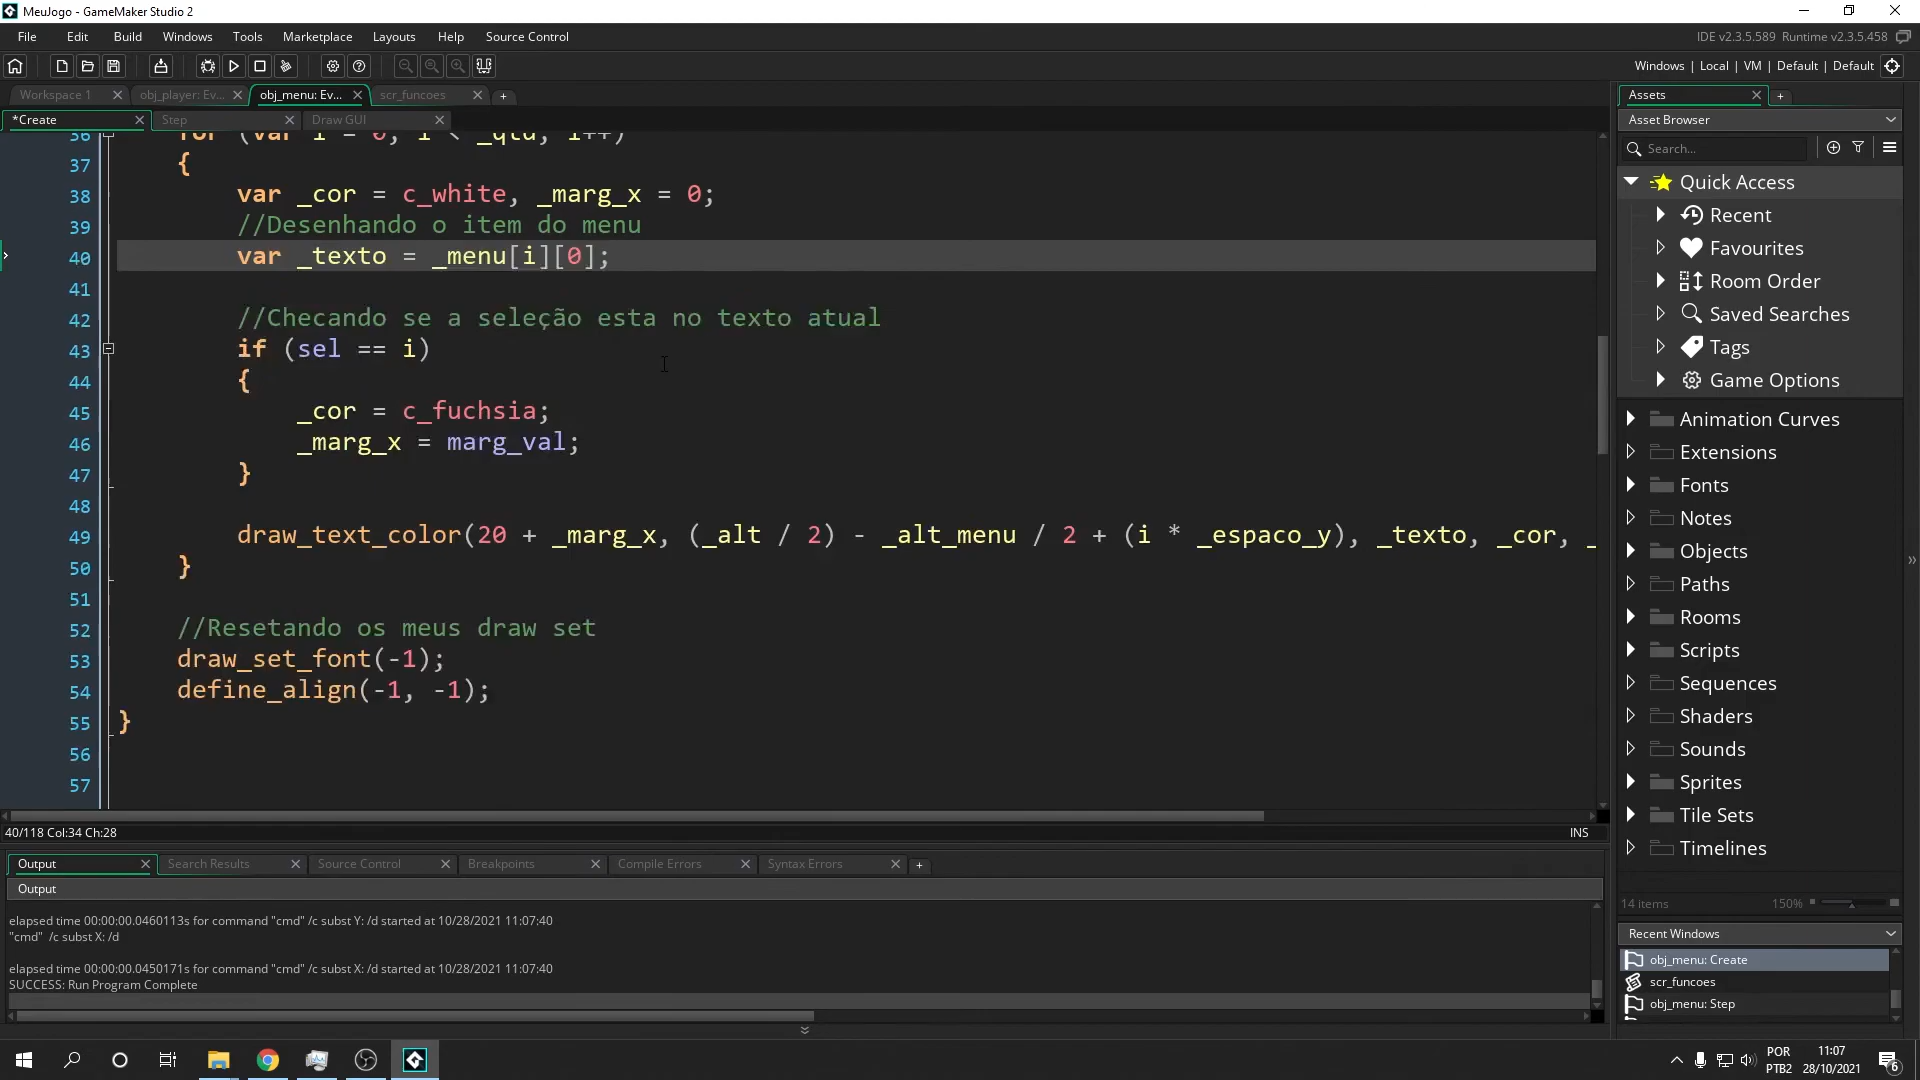 MeuJogo - GameMaker Studio 2
File Edit Build Windows Tools Marketplace Layouts Help Source Control
IDE v2.3.5.589 Runtime v2.3.5.458
Windows | Local | VM | Default | Default
Workspace 1 obj_player: Ev... obj_menu: Ev... scr_funcoes
*Create Step Draw GUI
36 for (var i = 0; i < _qtd; i++)
37 {
38 var _cor = c_white, _marg_x = 0;
39 //Desenhando o item do menu
40 var _texto = _menu[i][0];
41
42 //Checando se a seleção esta no texto atual
43 if (sel == i)
44 {
45 _cor = c_fuchsia;
46 _marg_x = marg_val;
47 }
48
49 draw_text_color(20 + _marg_x, (_alt / 2) - _alt_menu / 2 + (i * _espaco_y), _texto, _cor, _
50 }
51
52 //Resetando os meus draw set
53 draw_set_font(-1);
54 define_align(-1, -1);
55 }
56
57
40/118 Col:34 Ch:28
INS
Output Search Results Source Control Breakpoints Compile Errors Syntax Errors
Output
elapsed time 00:00:00.0460113s for command "cmd" /c subst Y: /d started at 10/28/2021 11:07:40
"cmd" /c subst X: /d
elapsed time 00:00:00.0450171s for command "cmd" /c subst X: /d started at 10/28/2021 11:07:40
SUCCESS: Run Program Complete
Assets
Asset Browser
Search...
Quick Access
Recent
Favourites
Room Order
Saved Searches
Tags
Game Options
Animation Curves
Extensions
Fonts
Notes
Objects
Paths
Rooms
Scripts
Sequences
Shaders
Sounds
Sprites
Tile Sets
Timelines
14 items 150%
Recent Windows
obj_menu: Create
scr_funcoes
obj_menu: Step
POR
PTB2
11:07
28/10/2021
6